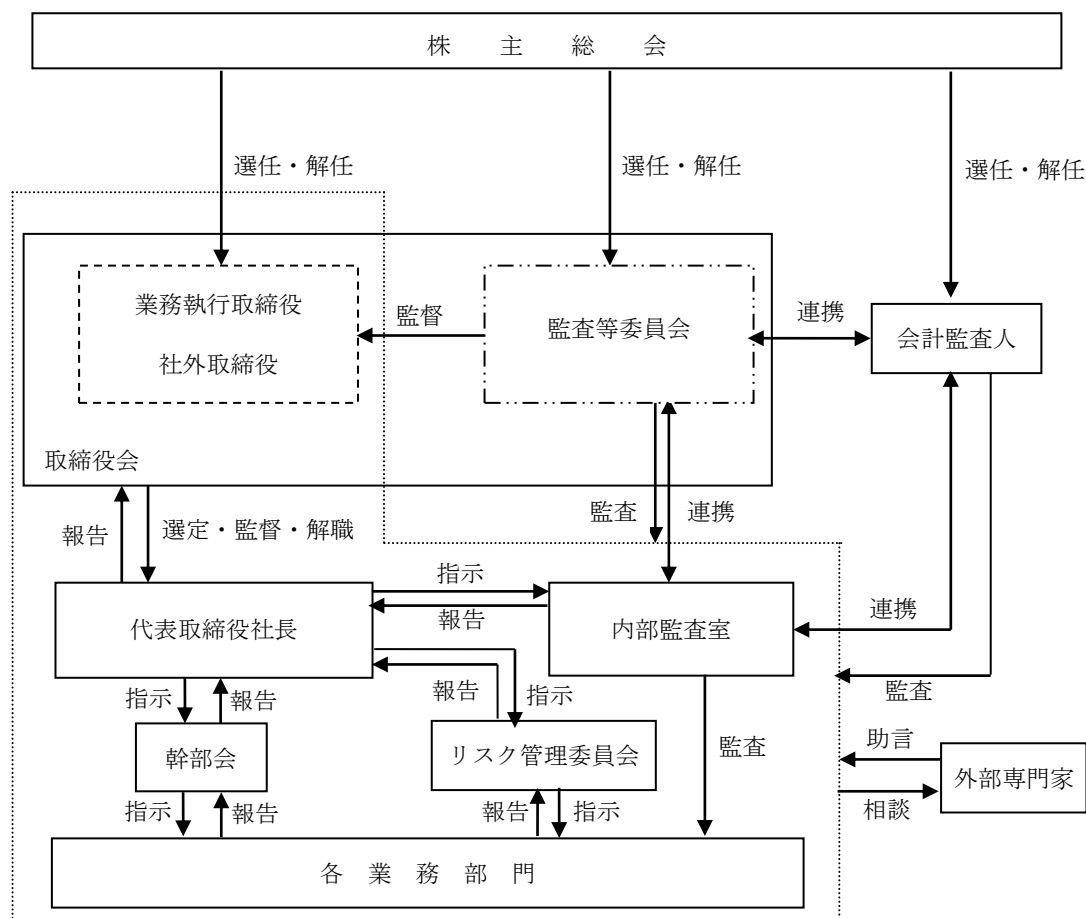 株 主 総 会
選任・解任
選任・解任
選任・解任
業務執行取締役
社外取締役
監督
監査等委員会
連携
会計監査人
取締役会
報告
選定・監督・解職
監査
連携
代表取締役社長
指示
報告
内部監査室
連携
監査
指示
報告
報告
指示
監査
幹部会
リスク管理委員会
助言
外部専門家
相談
指示
報告
報告
指示
各 業 務 部 門